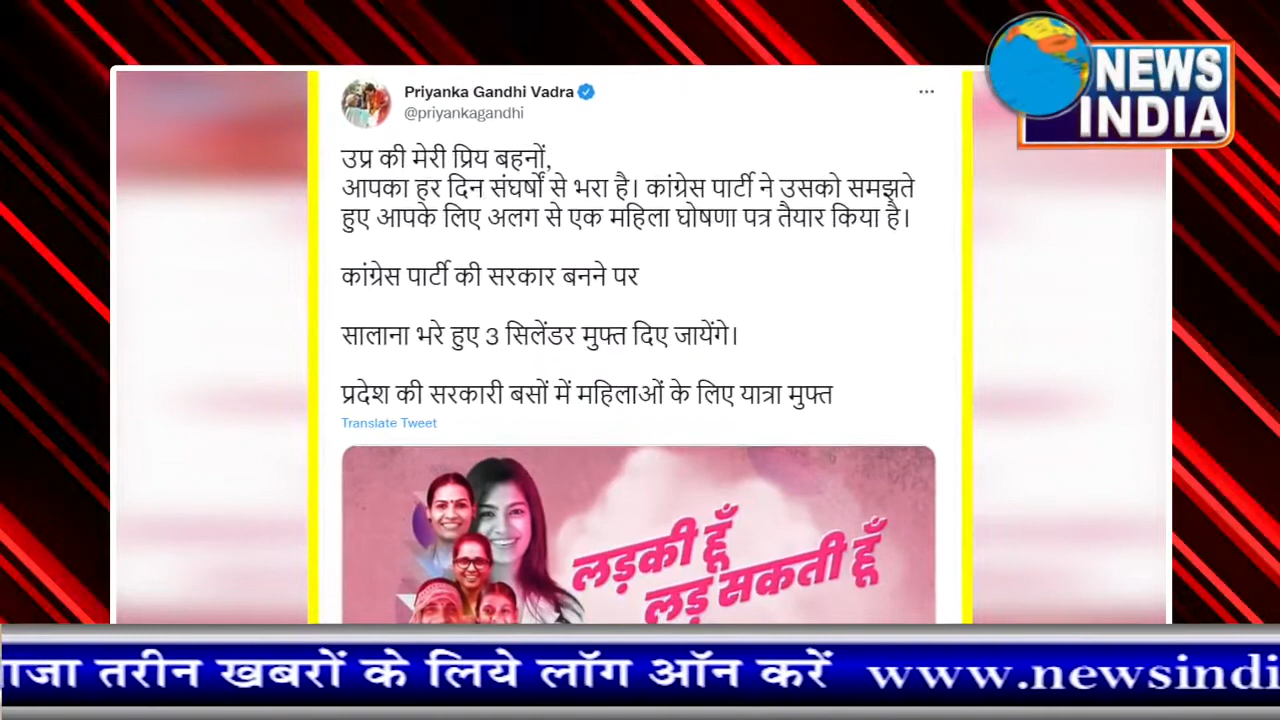 NEWS
INDIA
Priyanka Gandhi Vadra
@priyankagandhi
उप्र की मेरी प्रिय बहनों,
आपका हर दिन संघर्षों से भरा है। कांग्रेस पार्टी ने उसको समझते
हुए आपके लिए अलग से एक महिला घोषणा पत्र तैयार किया है।
कांग्रेस पार्टी की सरकार बनने पर
सालाना भरे हुए 3 सिलेंडर मुफ्त दिए जायेंगे।
प्रदेश की सरकारी बसों में महिलाओं के लिए यात्रा मुफ्त
Translate Tweet
लड़की हूँ
लड़ सकती हूँ
ाजा तरीन खबरों के लिये लॉग ऑन करें www.newsindi